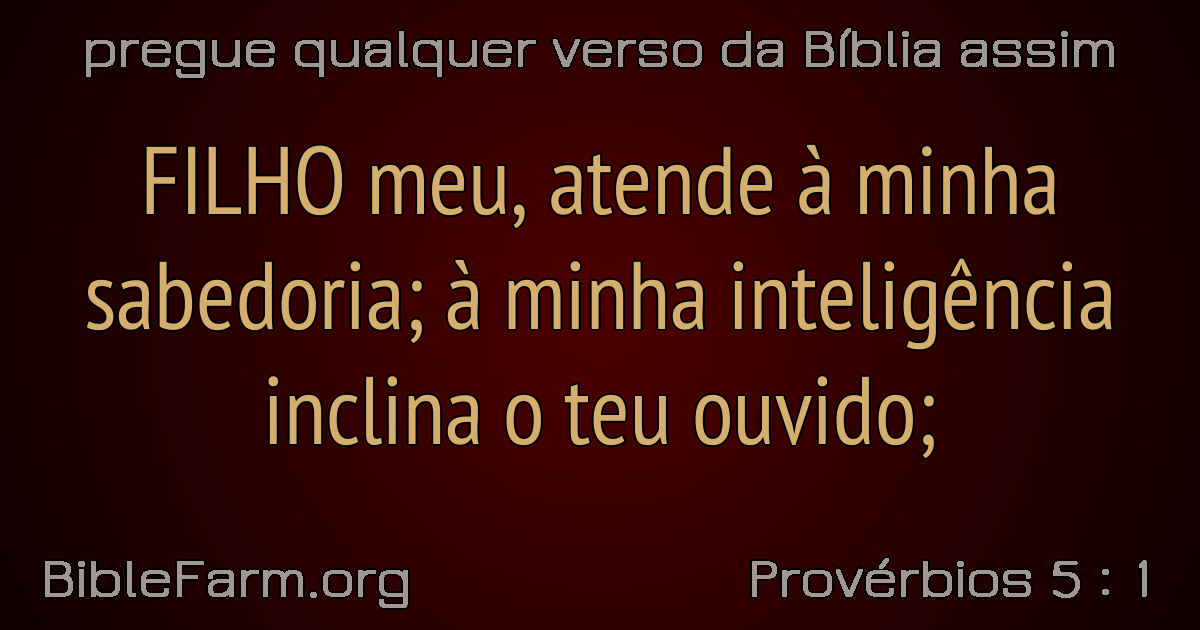 pregue qualquer verso da Bíblia assim
FILHO meu, atende à minha
sabedoria; à minha inteligência
inclina o teu ouvido;
BibleFarm.org
Provérbios 5 : 1